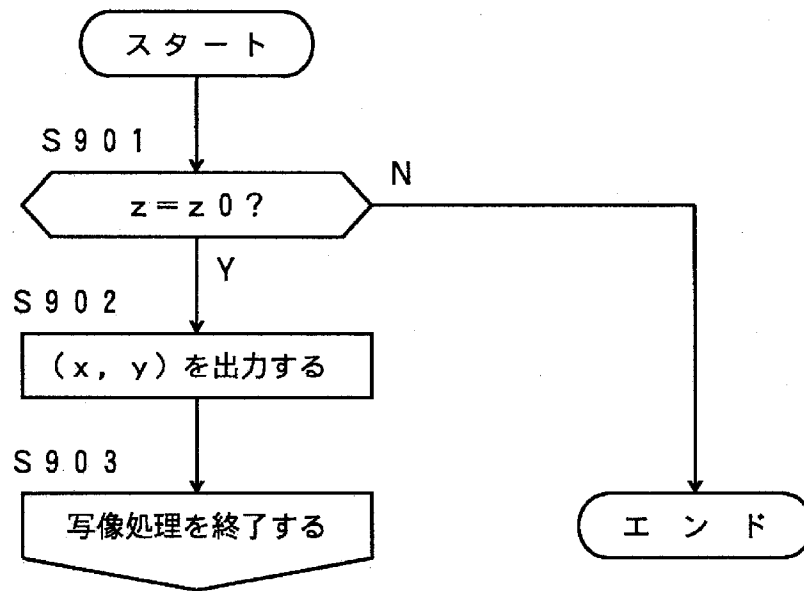 スタート
S901
z=z0?
N
Y
S902
(x, y)を出力する
S903
写像処理を終了する
エンド